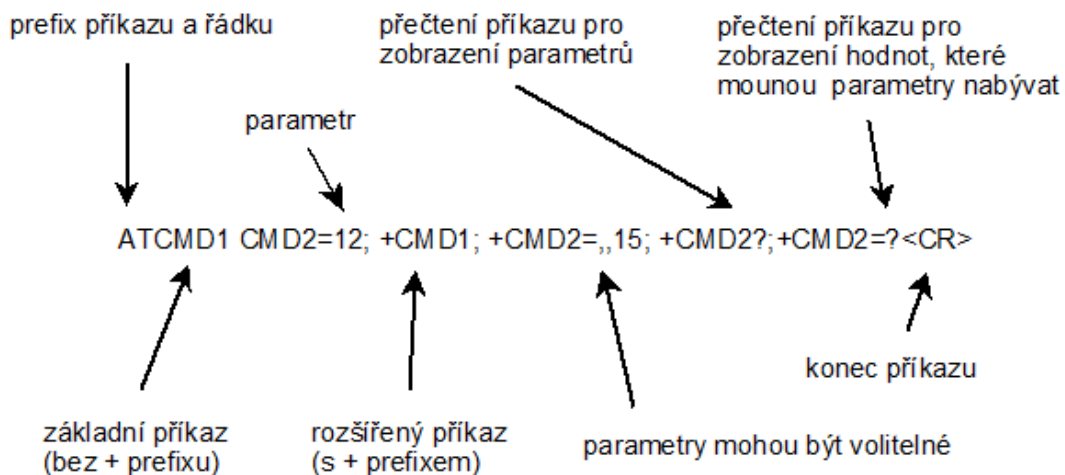 prefix příkazu a řádku
přečtení příkazu pro
zobrazení parametrů
přečtení příkazu pro
zobrazení hodnot, které
mounou parametry nabývat
parametr
ATCMD1 CMD2=12; +CMD1; +CMD2=,,15; +CMD2?;+CMD2=?<CR>
základní příkaz
(bez + prefixu)
rozšířený příkaz
(s + prefixem)
parametry mohou být volitelné
konec příkazu